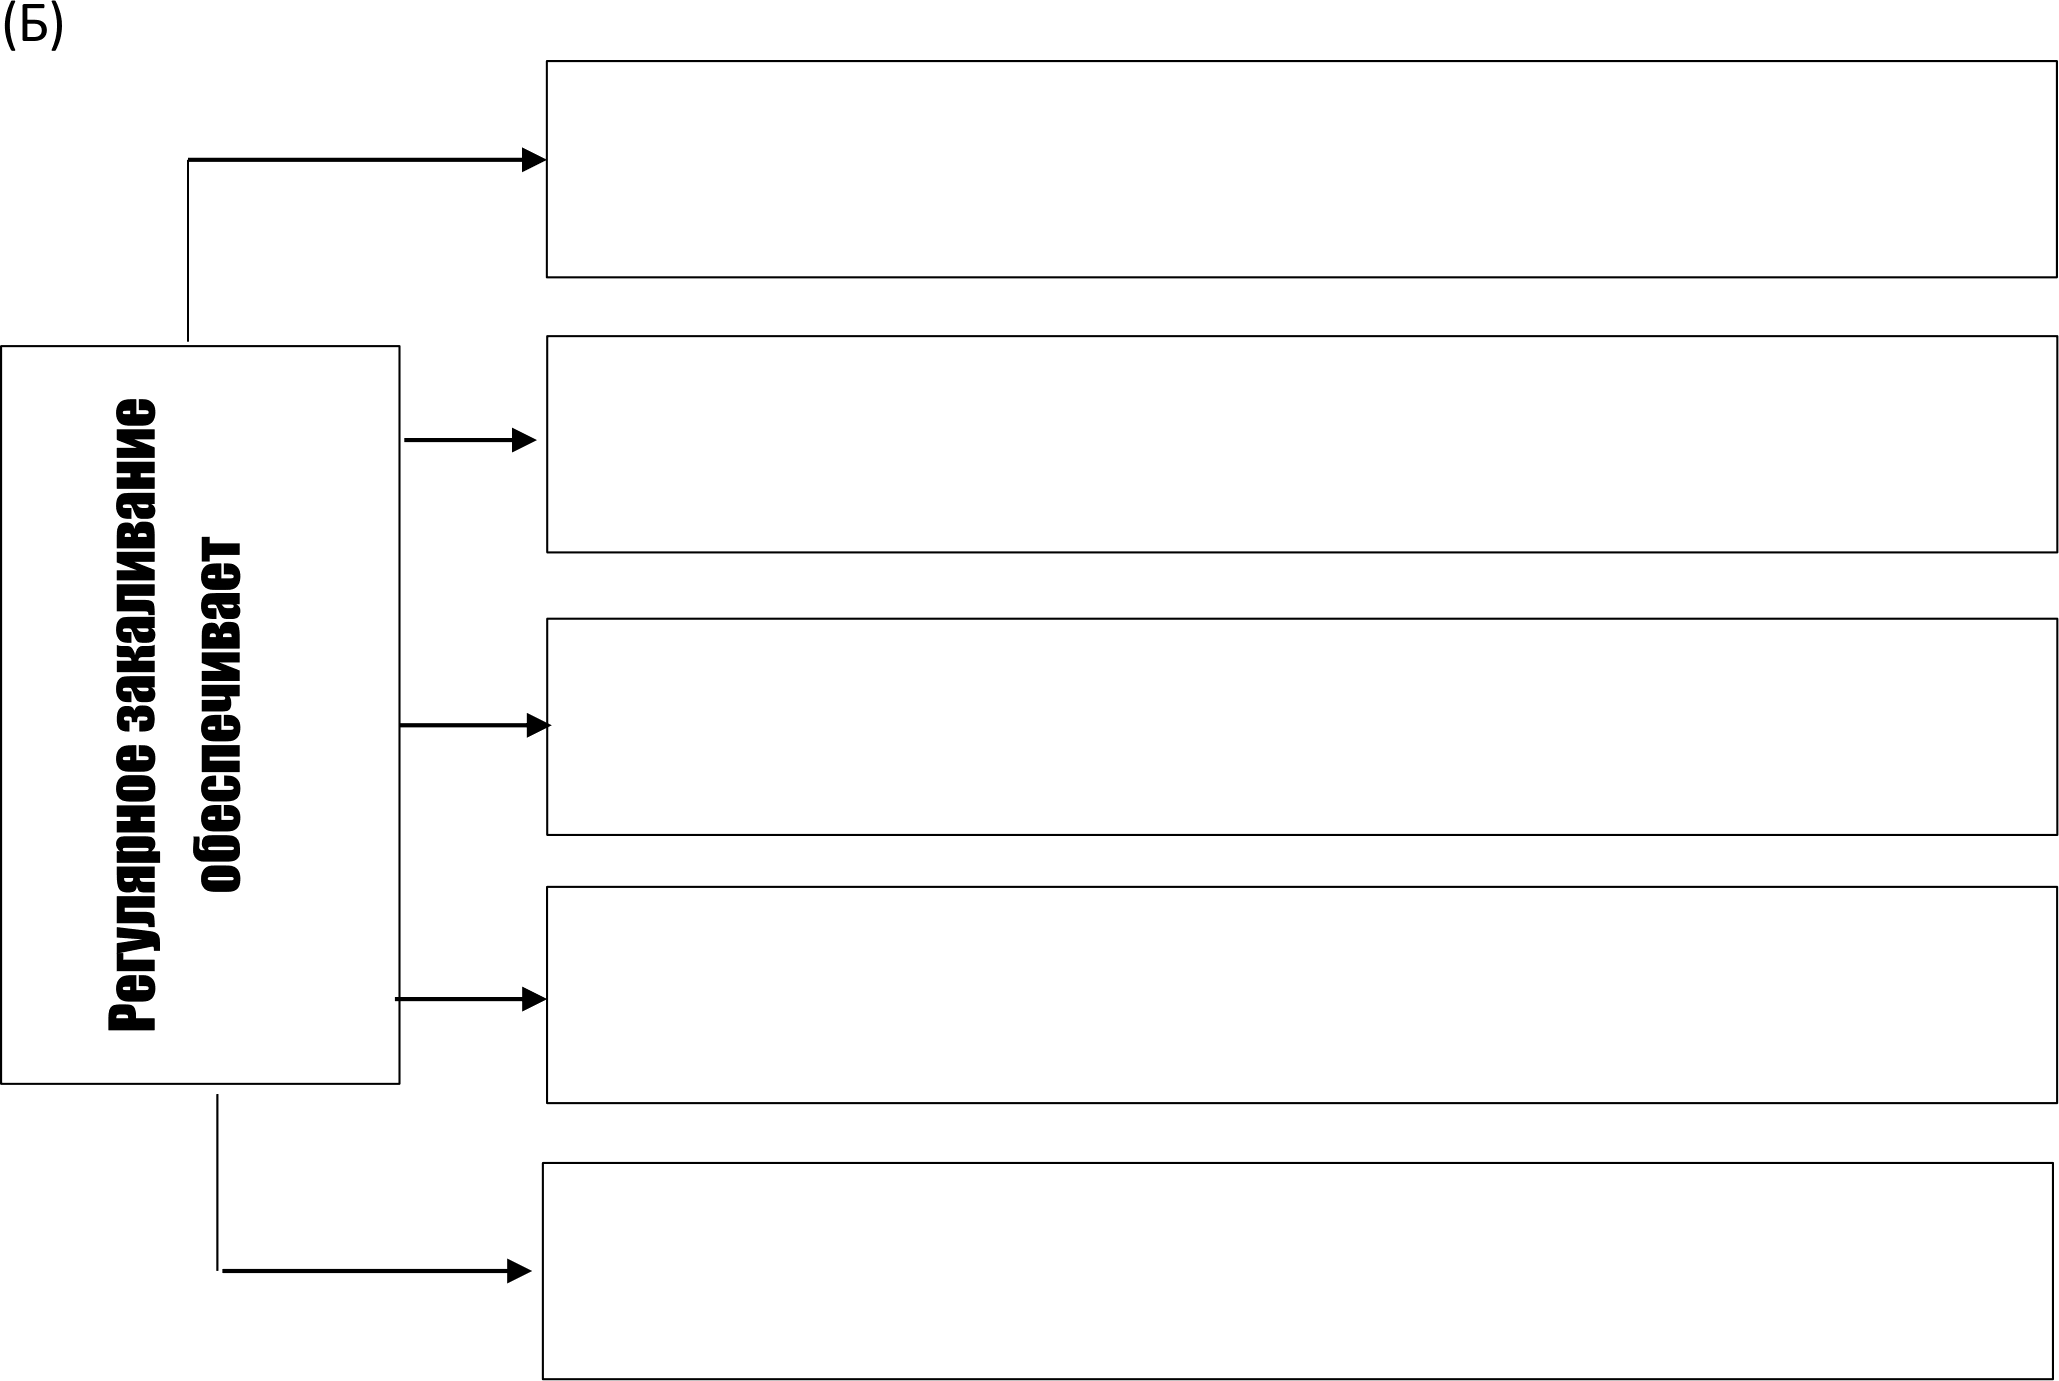 (Б)
Регулярное закаливание
обеспечивает